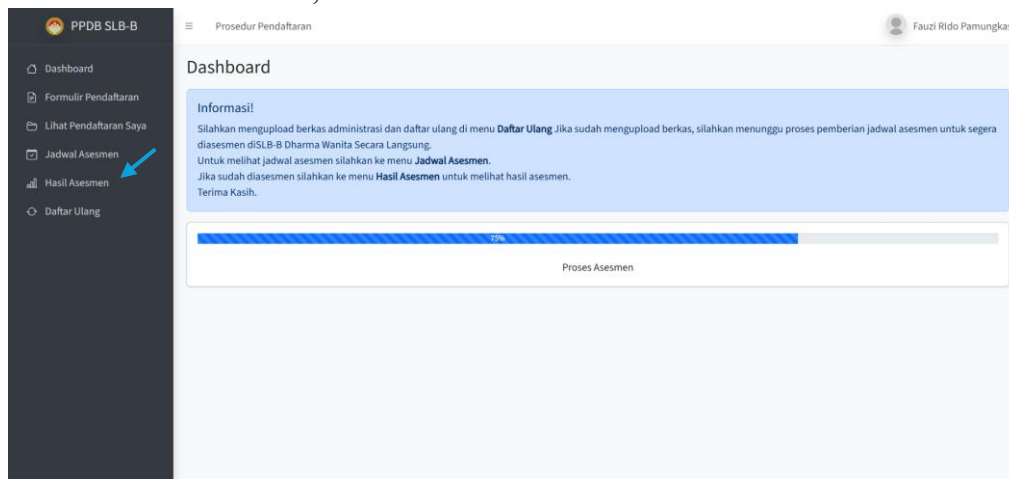 PPDB SLB-B
Prosedur Pendaftaran
Fauzi RIdo Pamungkas
Dashboard
Formulir Pendaftaran
Lihat Pendaftaran Saya
Jadwal Asesmen
Hasil Asesmen
Daftar Ulang
Dashboard
Informasi!
Silahkan mengupload berkas administrasi dan daftar ulang di menu Daftar Ulang Jika sudah mengupload berkas, silahkan menunggu proses pemberian jadwal asesmen untuk segera
diasesmen diSLB-B Dharma Wanita Secara Langsung.
Untuk melihat jadwal asesmen silahkan ke menu Jadwal Asesmen.
Jika sudah diasesmen silahkan ke menu Hasil Asesmen untuk melihat hasil asesmen.
Terima Kasih.
75%
Proses Asesmen